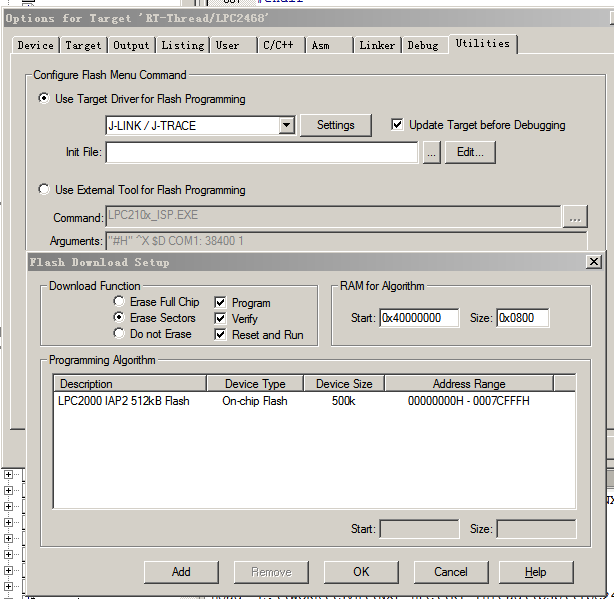 #endif
Options for Target 'RT-Thread/LPC2468'
Device Target Output Listing User C/C++ Asm Linker Debug Utilities
Configure Flash Menu Command
Use Target Driver for Flash Programming
J-LINK / J-TRACE Settings Update Target before Debugging
Init File: ... Edit...
Use External Tool for Flash Programming
Command: LPC210x_ISP.EXE ...
Arguments: "#H" ^X $D COM1: 38400 1
Flash Download Setup
Download Function RAM for Algorithm
Erase Full Chip Program
Erase Sectors Verify Start: 0x40000000 Size: 0x0800
Do not Erase Reset and Run
Programming Algorithm
Description Device Type Device Size Address Range
LPC2000 IAP2 512kB Flash On-chip Flash 500k 00000000H - 0007CFFFH
Start: Size:
Add Remove OK Cancel Help